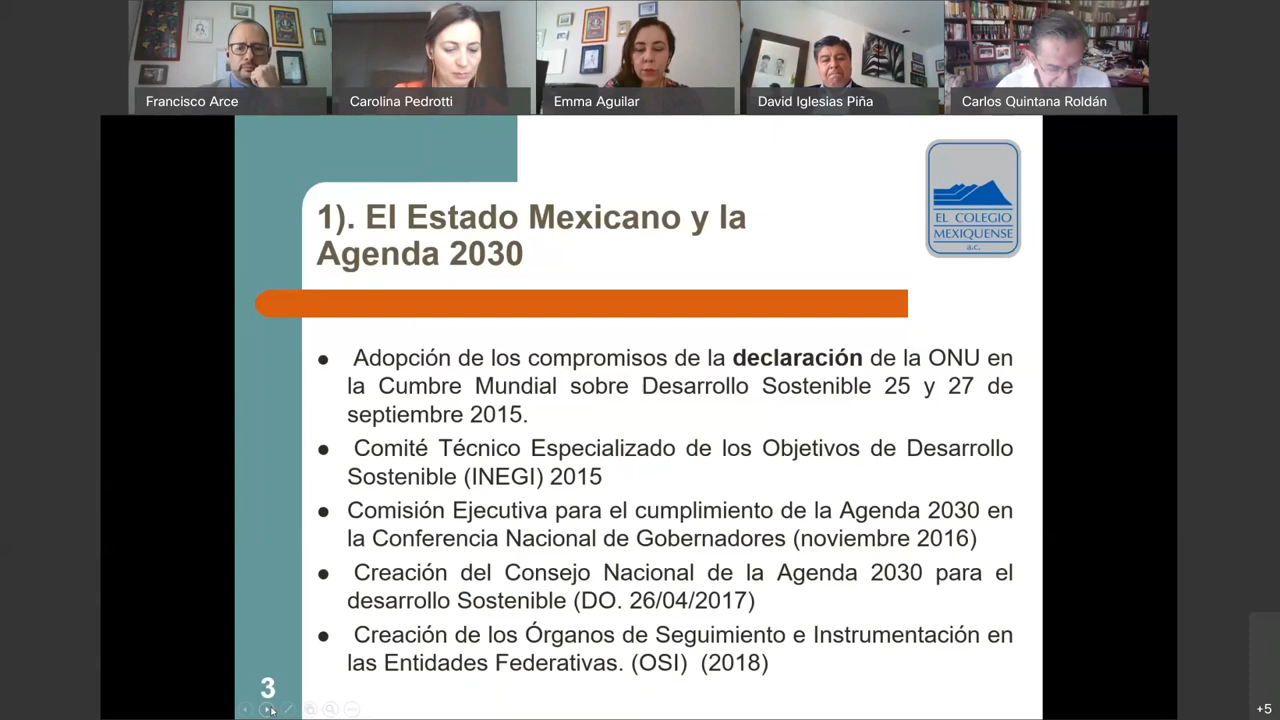 Francisco Arce
Carolina Pedrotti
Emma Aguilar
David Iglesias Piña
Carlos Quintana Roldán
EL COLEGIO
MEXIQUENSE
a.c.
1). El Estado Mexicano y la
Agenda 2030
● Adopción de los compromisos de la declaración de la ONU en
la Cumbre Mundial sobre Desarrollo Sostenible 25 y 27 de
septiembre 2015.
● Comité Técnico Especializado de los Objetivos de Desarrollo
Sostenible (INEGI) 2015
● Comisión Ejecutiva para el cumplimiento de la Agenda 2030 en
la Conferencia Nacional de Gobernadores (noviembre 2016)
● Creación del Consejo Nacional de la Agenda 2030 para el
desarrollo Sostenible (DO. 26/04/2017)
● Creación de los Órganos de Seguimiento e Instrumentación en
las Entidades Federativas. (OSI) (2018)
3
+5